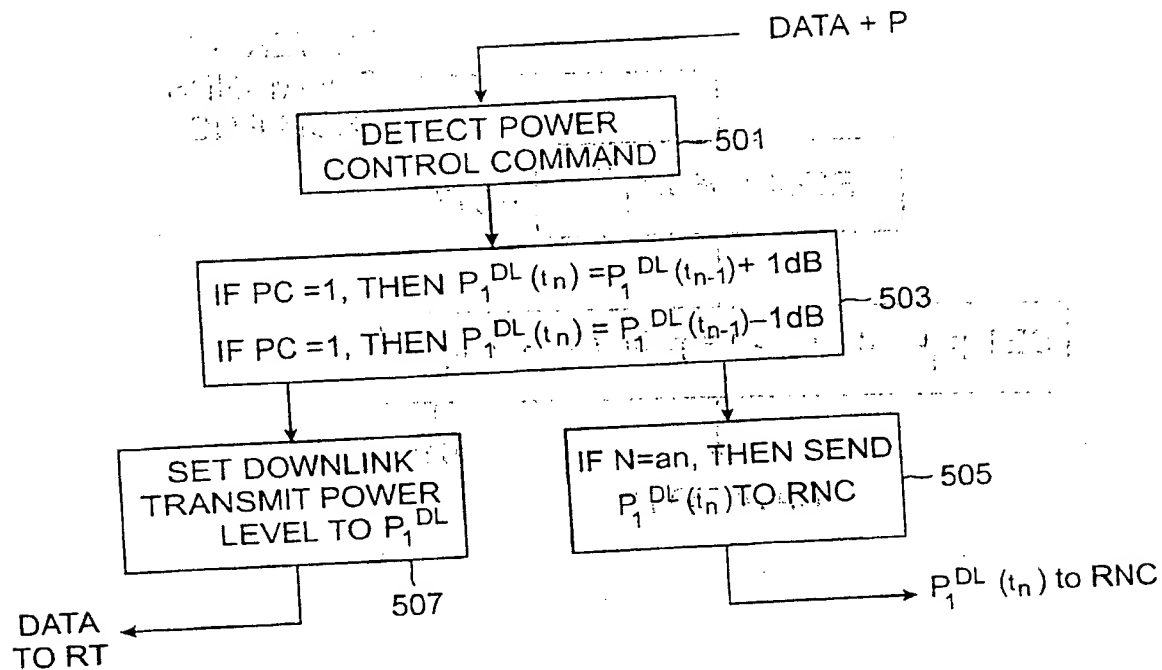 DATA + P
DETECT POWER
CONTROL COMMAND
501
IF PC =1, THEN P₁ᴰᴸ (tₙ) =P₁ᴰᴸ (tₙ₋₁)+ 1dB
IF PC =1, THEN P₁ᴰᴸ (tₙ) = P₁ᴰᴸ (tₙ₋₁)–1dB
503
SET DOWNLINK
TRANSMIT POWER
LEVEL TO P₁ᴰᴸ
507
IF N=an, THEN SEND
P₁ᴰᴸ (tₙ) TO RNC
505
DATA
TO RT
P₁ᴰᴸ (tₙ) to RNC